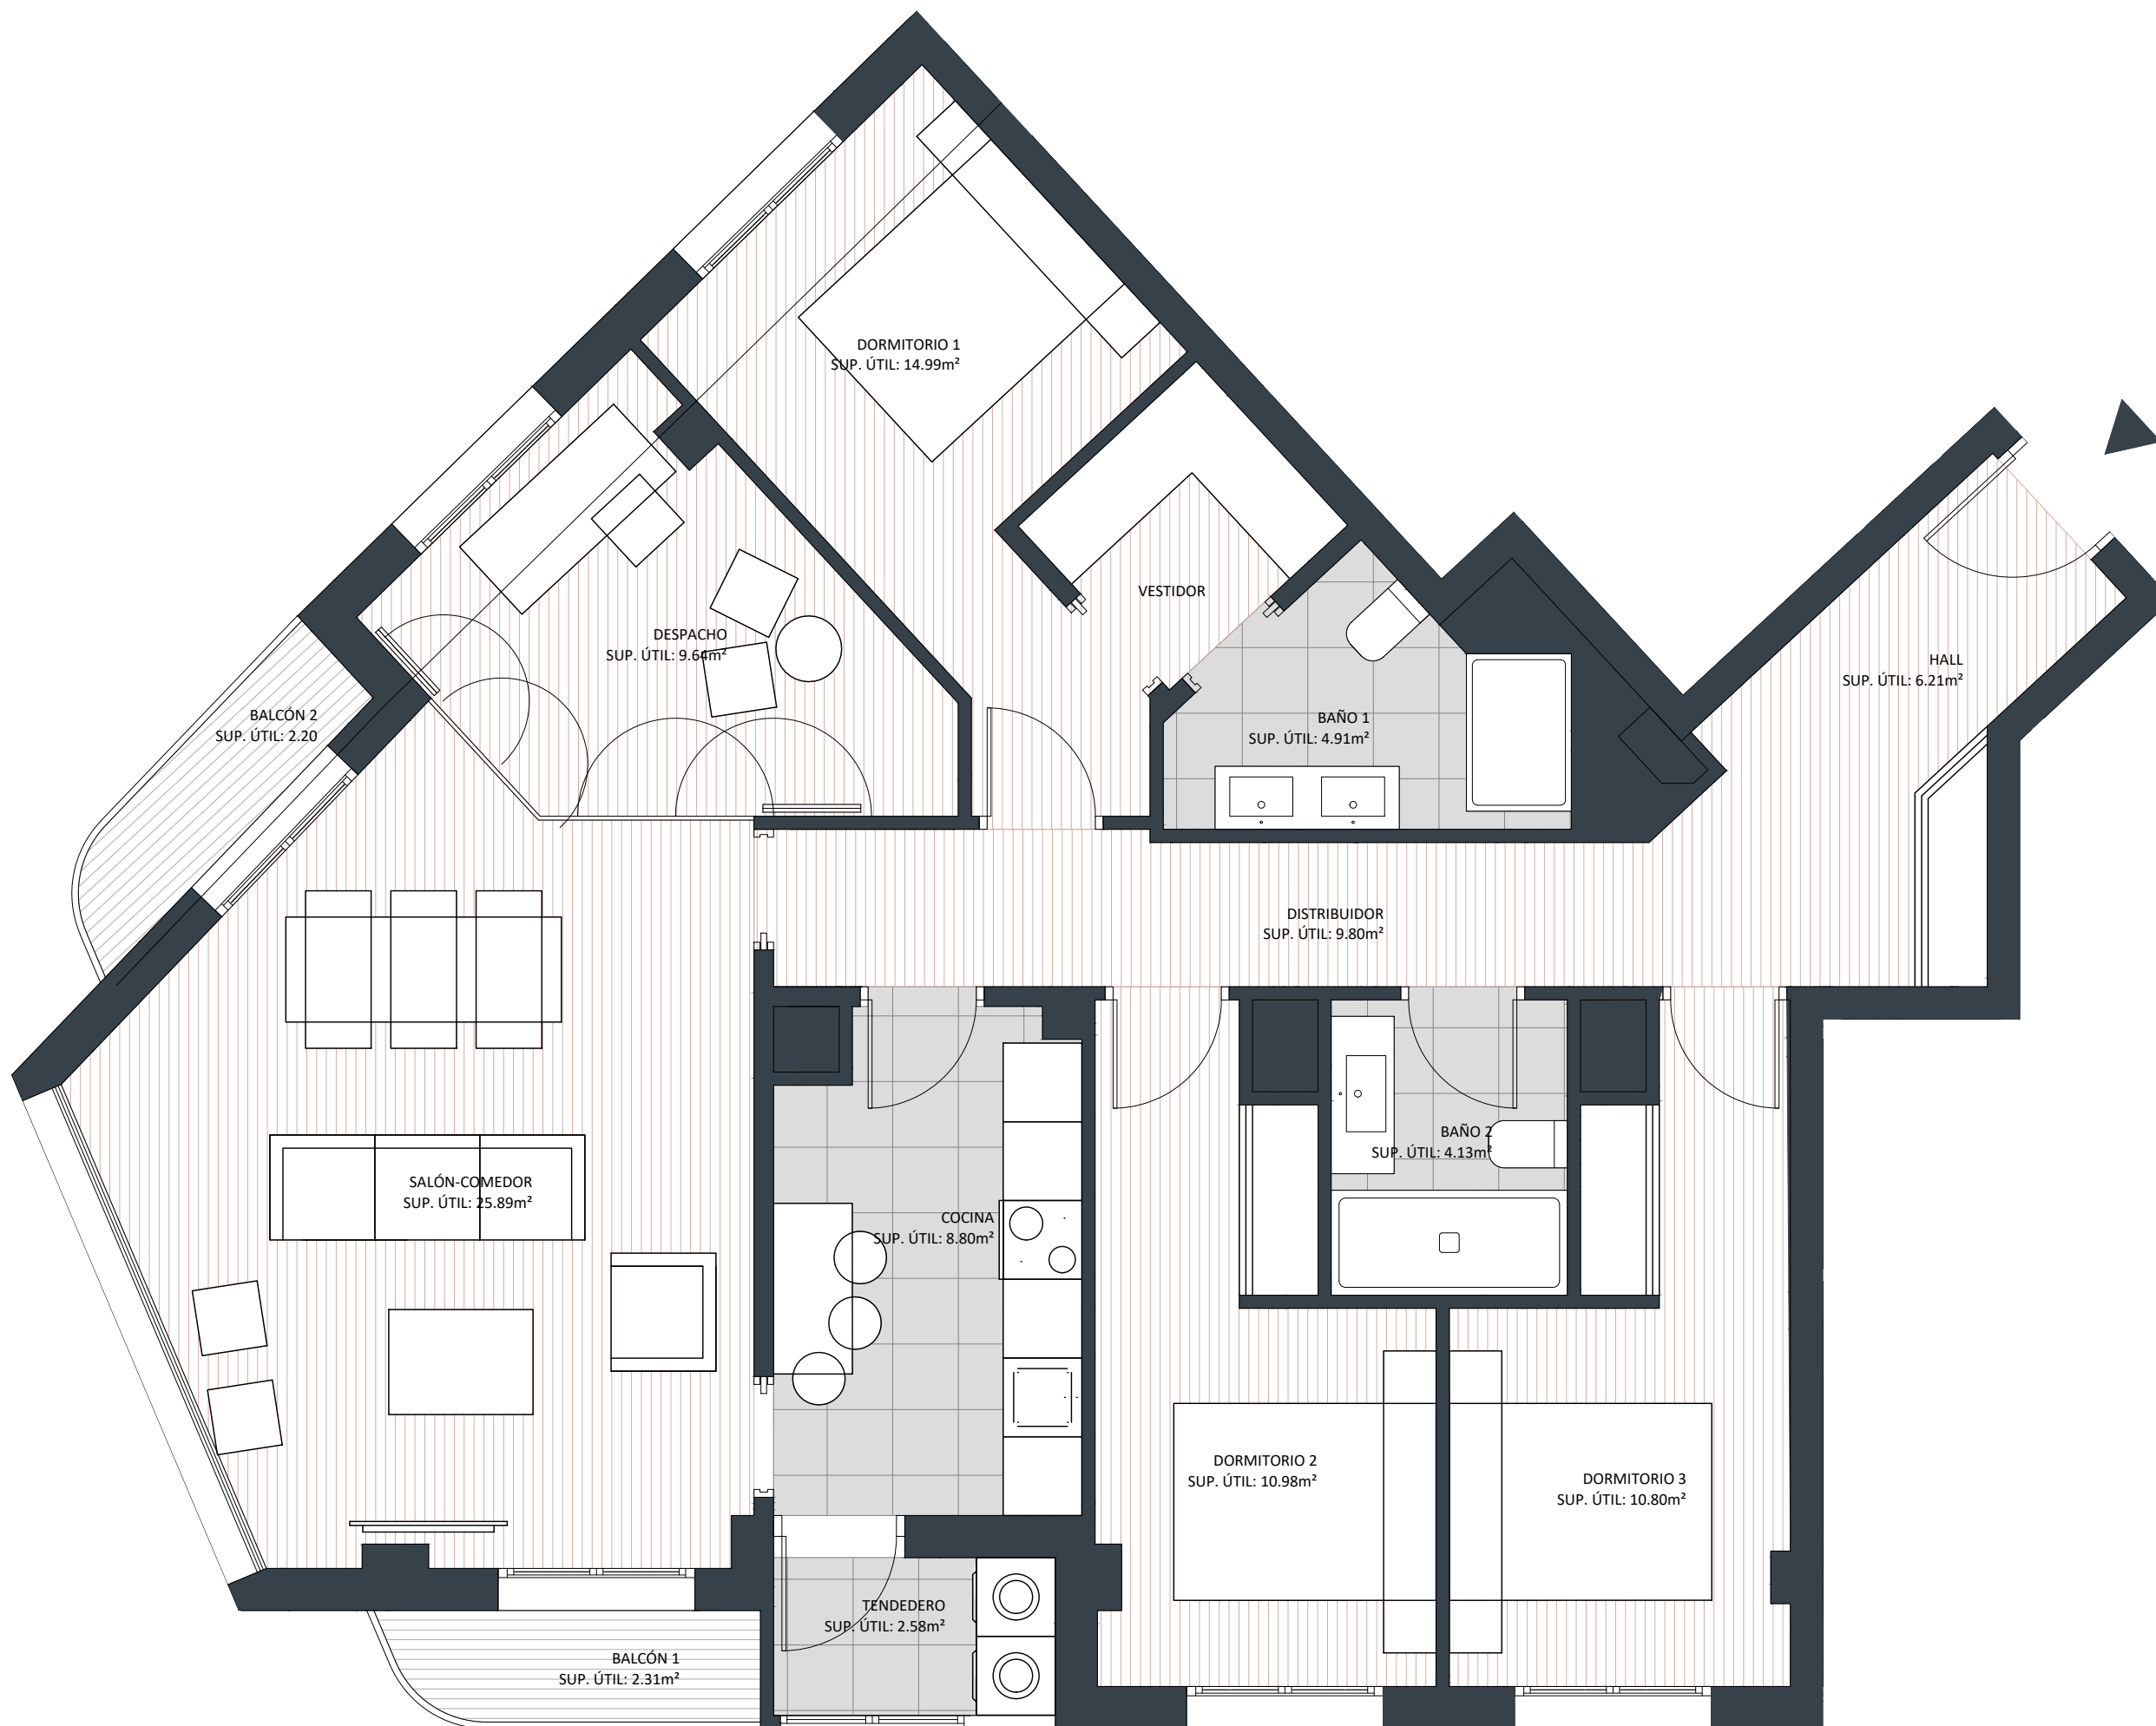 DORMITORIO 1
SUP. ÚTIL: 14.99m²
VESTIDOR
DESPACHO
SUP. ÚTIL: 9.64m²
HALL
SUP. ÚTIL: 6.21m²
BALCÓN 2
SUP. ÚTIL: 2.20
BAÑO 1
SUP. ÚTIL: 4.91m²
DISTRIBUIDOR
SUP. ÚTIL: 9.80m²
BAÑO 2
SUP. ÚTIL: 4.13m²
SALÓN-COMEDOR
SUP. ÚTIL: 25.89m²
COCINA
SUP. ÚTIL: 8.80m²
DORMITORIO 2
SUP. ÚTIL: 10.98m²
DORMITORIO 3
SUP. ÚTIL: 10.80m²
TENDEDERO
SUP. ÚTIL: 2.58m²
BALCÓN 1
SUP. ÚTIL: 2.31m²